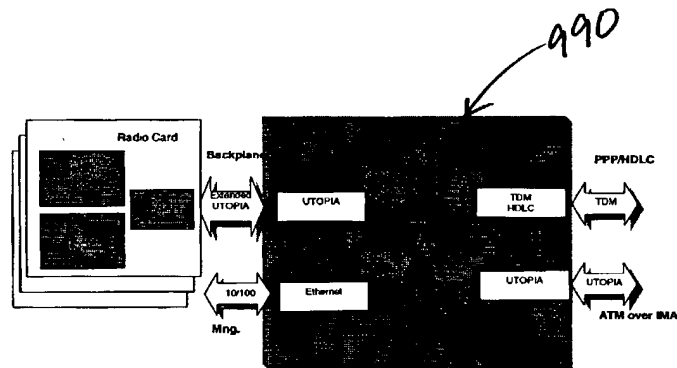 990
Radio Card
Backplane
PPP/HDLC
Extended
UTOPIA
UTOPIA
TDM
HDLC
TDM
10/100
Ethernet
UTOPIA
UTOPIA
Mng.
ATM over IMA